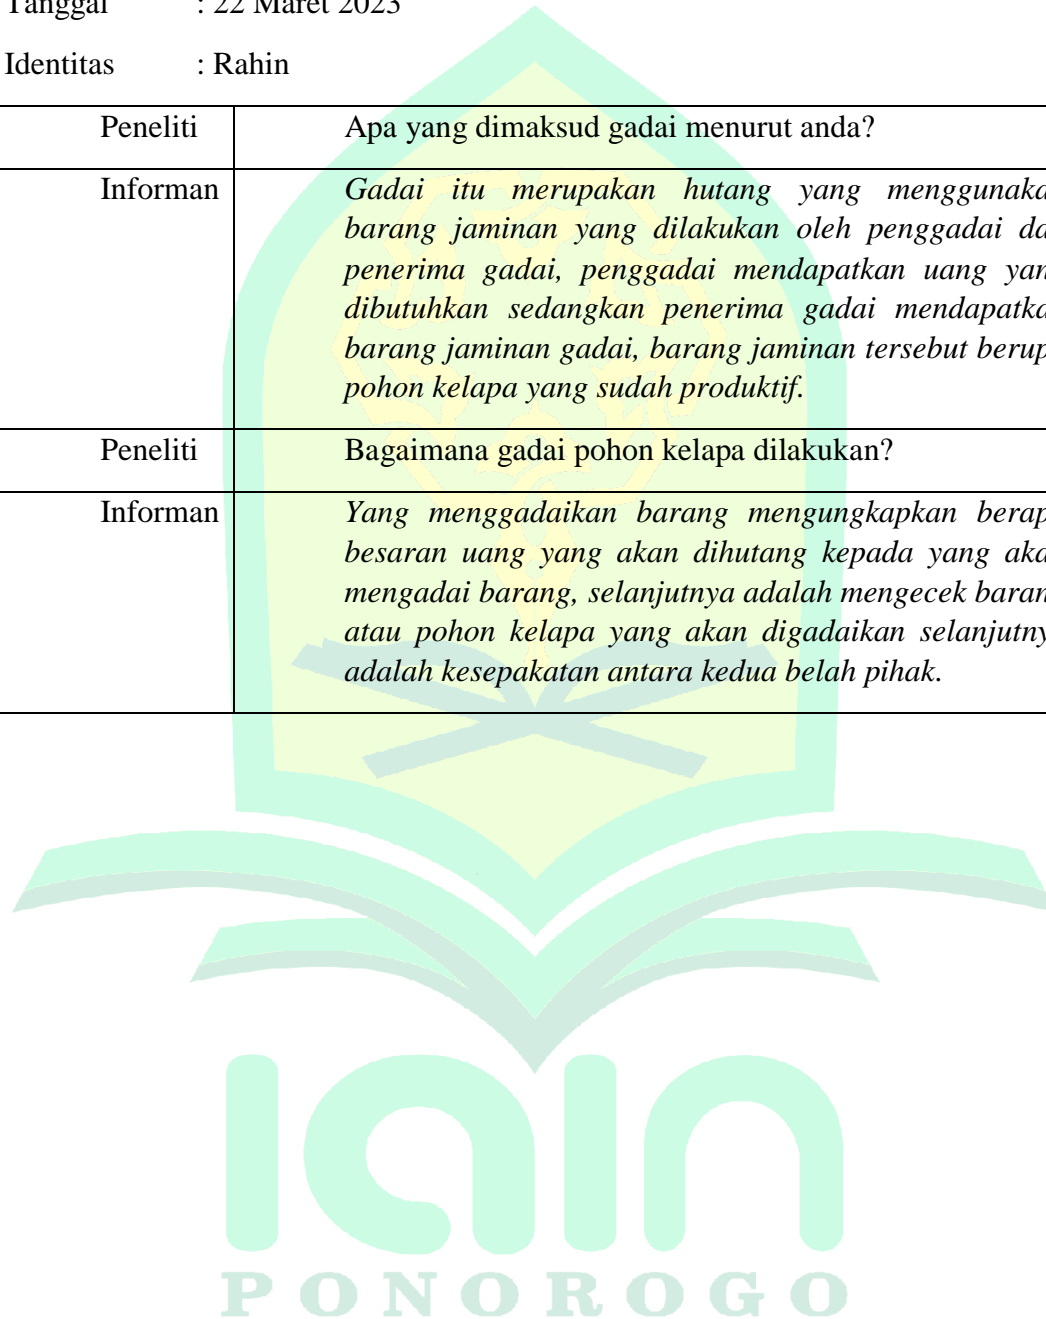 Tanggal : 22 Maret 2023
Identitas : Rahin
Peneliti Apa yang dimaksud gadai menurut anda?
Informan Gadai itu merupakan hutang yang menggunaka
barang jaminan yang dilakukan oleh penggadai da
penerima gadai, penggadai mendapatkan uang yan
dibutuhkan sedangkan penerima gadai mendapatka
barang jaminan gadai, barang jaminan tersebut berup
pohon kelapa yang sudah produktif.
Peneliti Bagaimana gadai pohon kelapa dilakukan?
Informan Yang menggadaikan barang mengungkapkan berap
besaran uang yang akan dihutang kepada yang aka
mengadai barang, selanjutnya adalah mengecek baran
atau pohon kelapa yang akan digadaikan selanjutny
adalah kesepakatan antara kedua belah pihak.
iain
PONOROGO